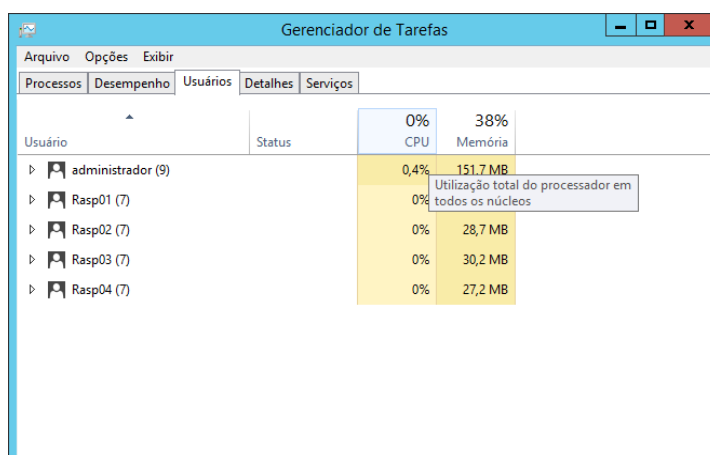 Gerenciador de Tarefas
Arquivo Opções Exibir
Processos Desempenho Usuários Detalhes Serviços
0% 38%
Usuário Status CPU Memória
administrador (9) 0,4% 151,7 MB
Utilização total do processador em
todos os núcleos
Rasp01 (7) 0%
Rasp02 (7) 0% 28,7 MB
Rasp03 (7) 0% 30,2 MB
Rasp04 (7) 0% 27,2 MB